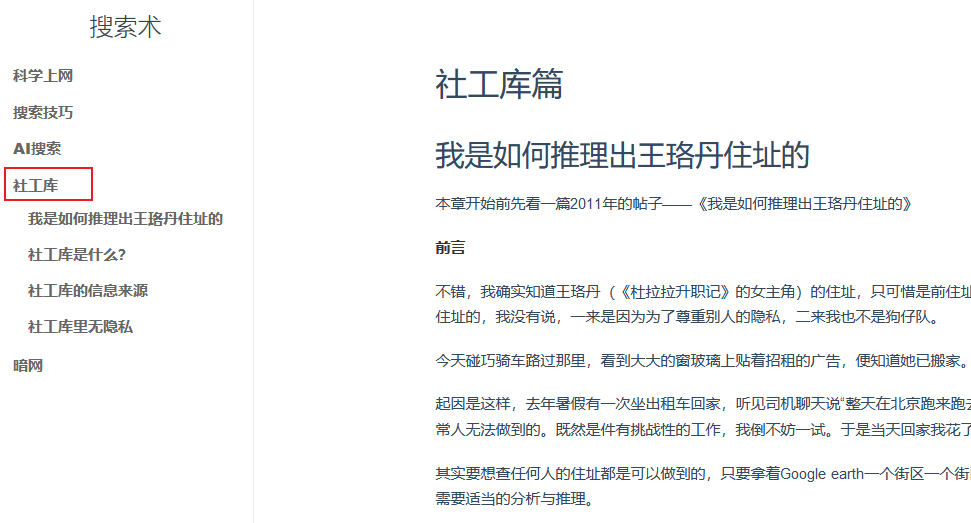 搜索术
科学上网
搜索技巧
AI搜索
社工库
我是如何推理出王珞丹住址的
社工库是什么？
社工库的信息来源
社工库里无隐私
暗网
社工库篇
我是如何推理出王珞丹住址的
本章开始前先看一篇2011年的帖子——《我是如何推理出王珞丹住址的》
前言
不错，我确实知道王珞丹（《杜拉拉升职记》的女主角）的住址，只可惜是前住址
住址的，我没有说，一来是因为为了尊重别人的隐私，二来我也不是狗仔队。
今天碰巧骑车路过那里，看到大大的窗玻璃上贴着招租的广告，便知道她已搬家。
起因是这样，去年暑假有一次坐出租车回家，听见司机聊天说“整天在北京跑来跑去
常人无法做到的。既然是件有挑战性的工作，我倒不妨一试。于是当天回家我花了
其实要想查任何人的住址都是可以做到的，只要拿着Google earth一个街区一个街
需要适当的分析与推理。